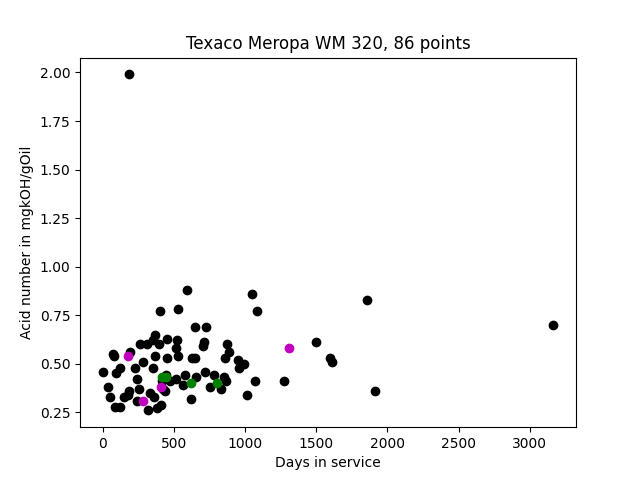 Texaco Meropa WM 320, 86 points
Acid number in mgkOH/gOil
2.00
1.75
1.50
1.25
1.00
0.75
0.50
0.25
0 500 1000 1500 2000 2500 3000
Days in service